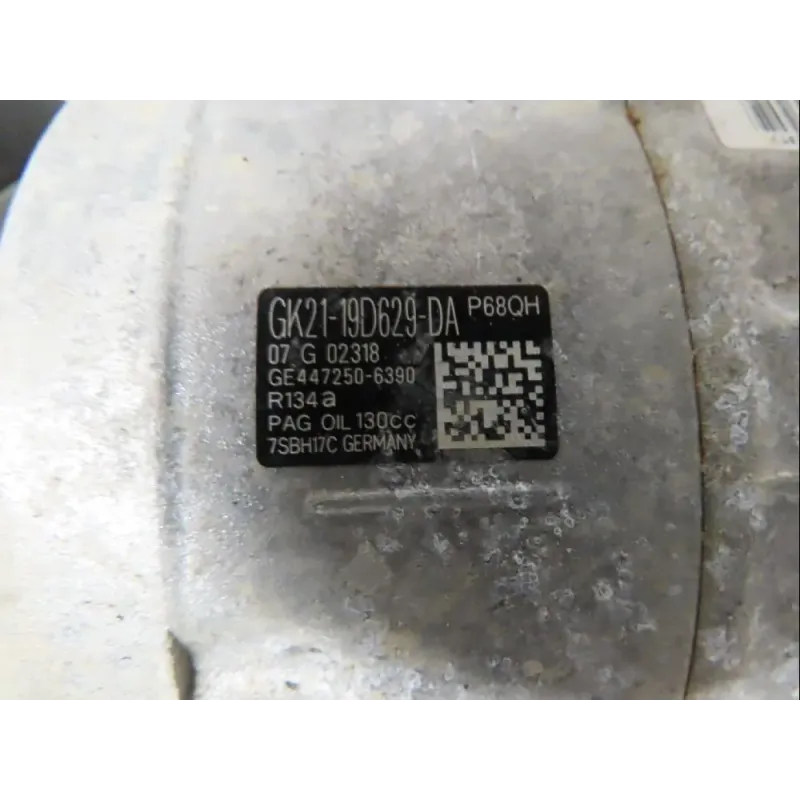 GK21-19D629-DA P68QH
07 G 02318
GE447250-6390
R134a
PAG OIL 130cc
7SBH17C GERMANY